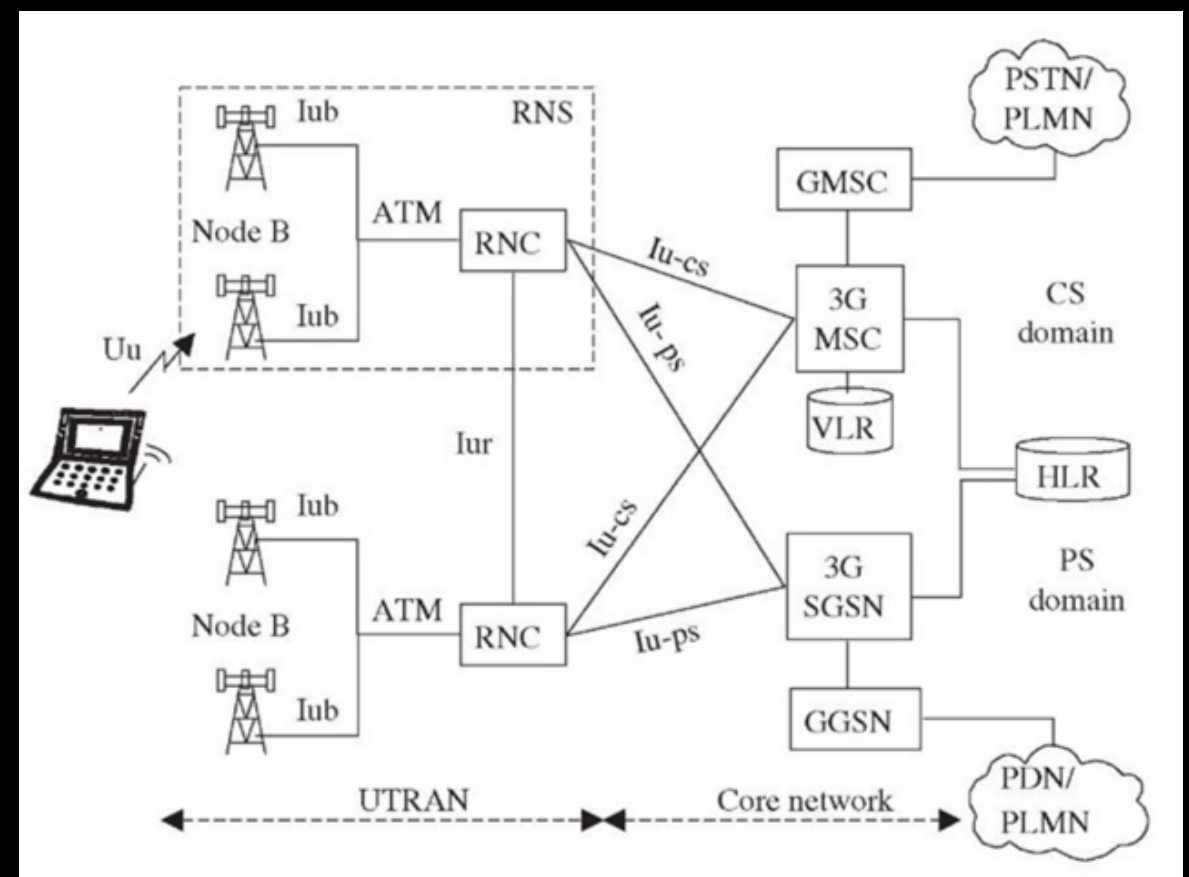 PSTN/
PLMN
Iub
RNS
GMSC
ATM
Node B
RNC
Iu-cs
3G
MSC
CS
domain
Iub
Iu- ps
Uu
VLR
Iur
HLR
Iub
Iu-cs
3G
SGSN
PS
domain
ATM
Node B
RNC
Iu-ps
Iub
GGSN
PDN/
PLMN
UTRAN
Core network